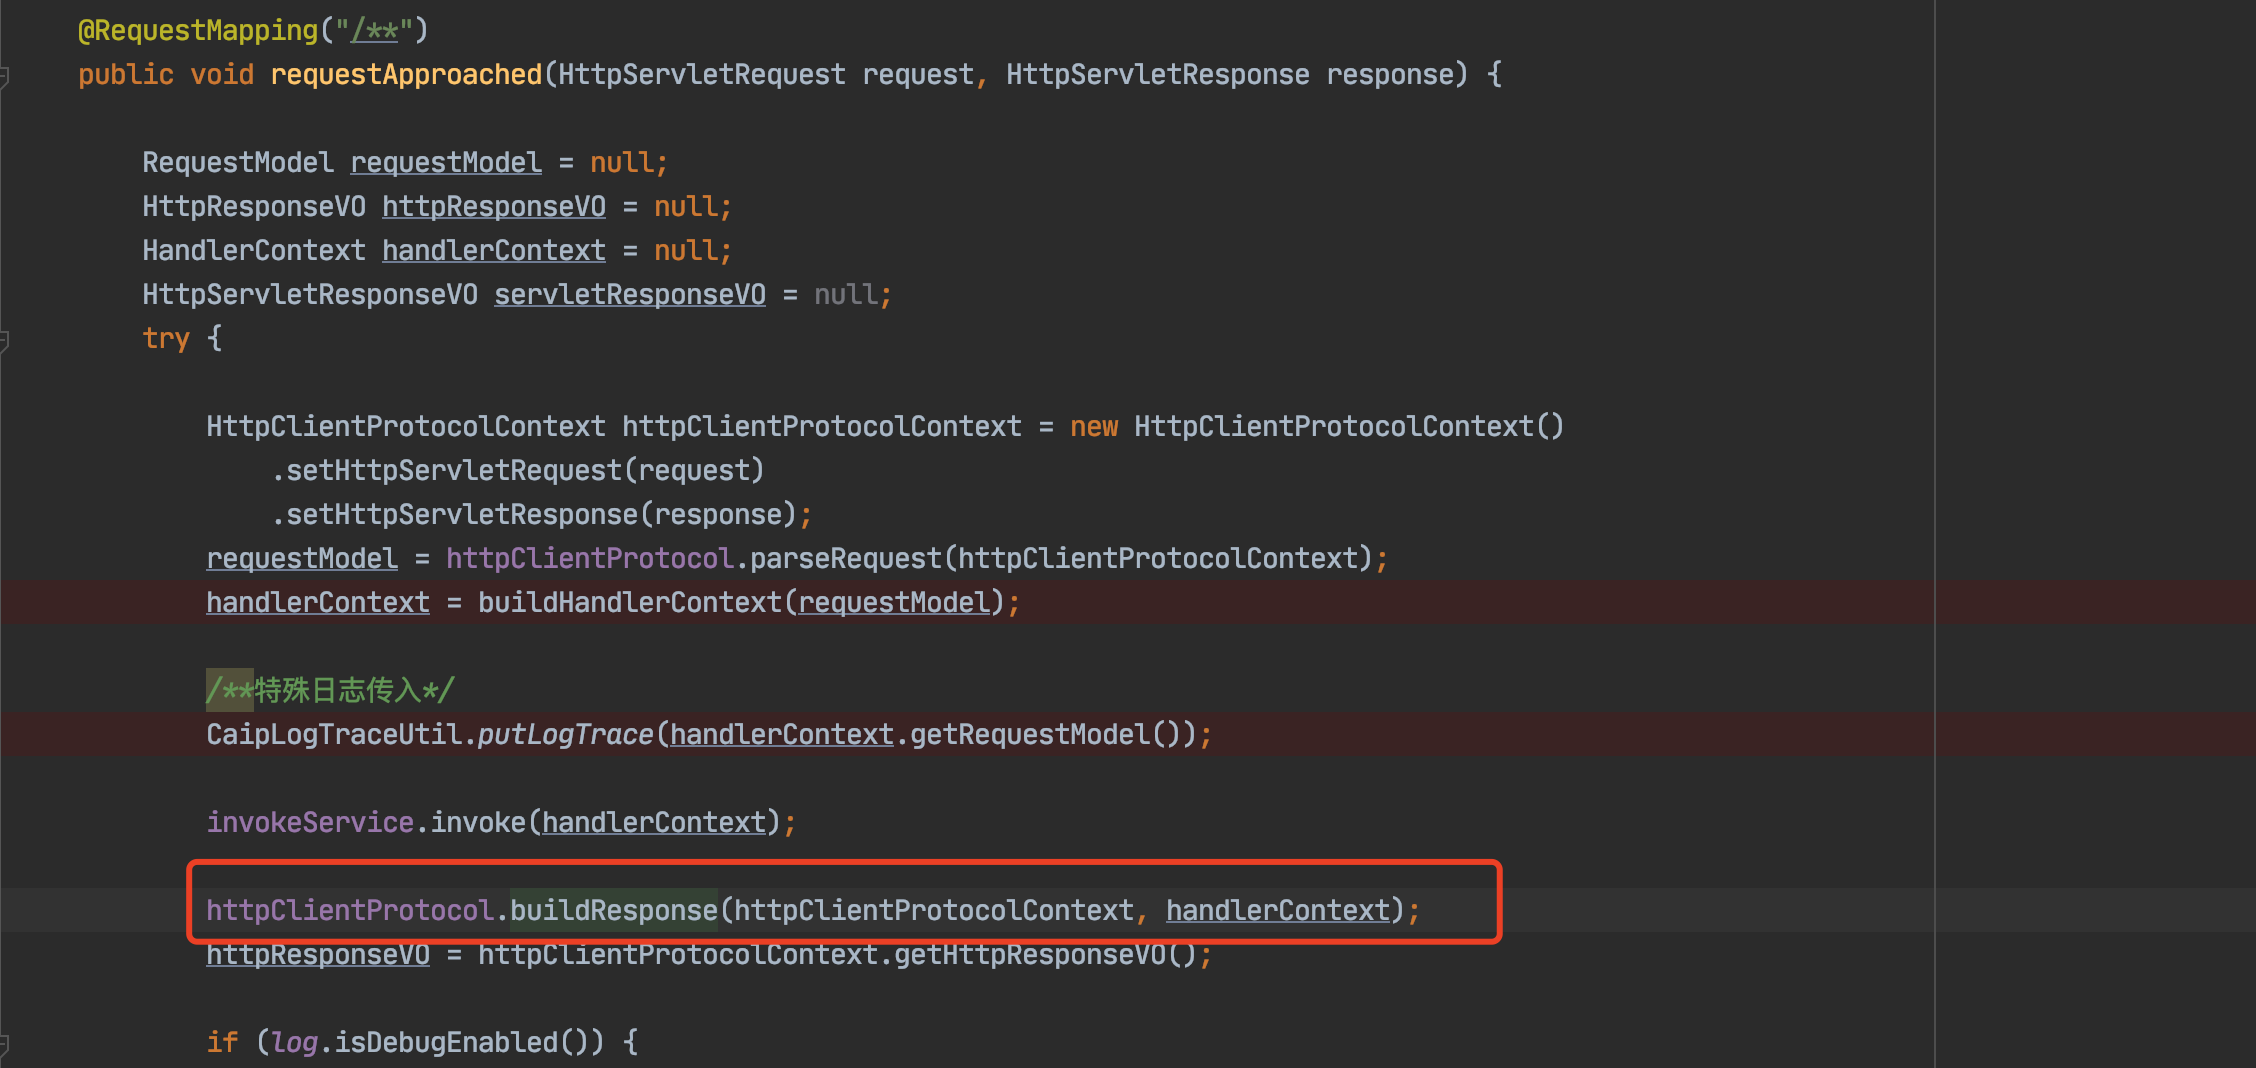 @RequestMapping("/**")
public void requestApproached(HttpServletRequest request, HttpServletResponse response) {
RequestModel requestModel = null;
HttpResponseVO httpResponseVO = null;
HandlerContext handlerContext = null;
HttpServletResponseVO servletResponseVO = null;
try {
HttpClientProtocolContext httpClientProtocolContext = new HttpClientProtocolContext()
.setHttpServletRequest(request)
.setHttpServletResponse(response);
requestModel = httpClientProtocol.parseRequest(httpClientProtocolContext);
handlerContext = buildHandlerContext(requestModel);
/**特殊日志传入*/
CaipLogTraceUtil.putLogTrace(handlerContext.getRequestModel());
invokeService.invoke(handlerContext);
httpClientProtocol.buildResponse(httpClientProtocolContext, handlerContext);
httpResponseVO = httpClientProtocolContext.getHttpResponseVO();
if (log.isDebugEnabled()) {